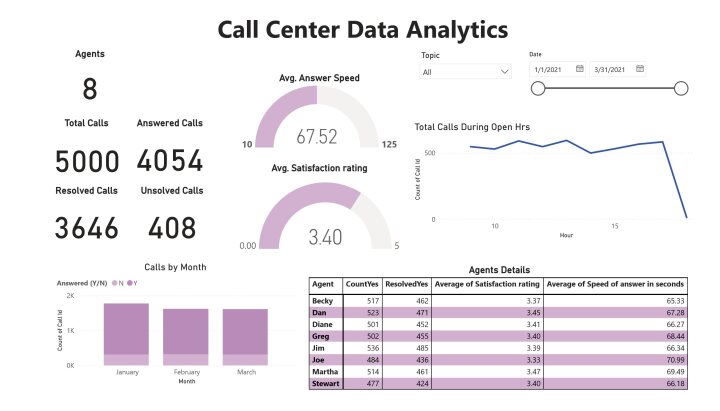 Call Center Data Analytics
Agents
8
Total Calls Answered Calls
5000 4054
Resolved Calls Unsolved Calls
3646 408
Avg. Answer Speed
67.52
10 125
Avg. Satisfaction rating
3.40
0.00 5
Topic
All
Date
1/1/2021 3/31/2021
Total Calls During Open Hrs
Count of Call Id
500
0
10 15
Hour
Calls by Month
Answered (Y/N) N Y
Count of Call Id
2K
1K
0K
January February March
Month
Agents Details
Agent CountYes ResolvedYes Average of Satisfaction rating Average of Speed of answer in seconds
Becky 517 462 3.37 65.33
Dan 523 471 3.45 67.28
Diane 501 452 3.41 66.27
Greg 502 455 3.40 68.44
Jim 536 485 3.39 66.34
Joe 484 436 3.33 70.99
Martha 514 461 3.47 69.49
Stewart 477 424 3.40 66.18